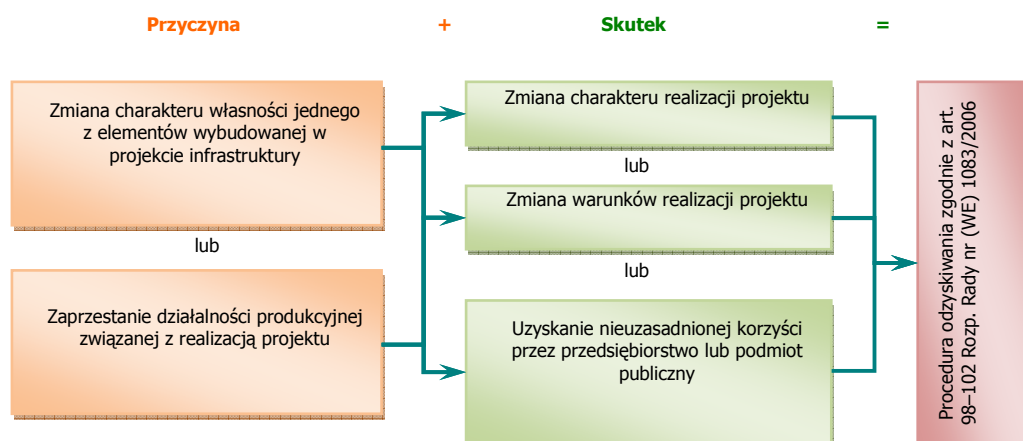 Przyczyna + Skutek =
Zmiana charakteru własności jednego
z elementów wybudowanej w
projekcie infrastruktury
lub
Zaprzestanie działalności produkcyjnej
związanej z realizacją projektu
Zmiana charakteru realizacji projektu
lub
Zmiana warunków realizacji projektu
lub
Uzyskanie nieuzasadnionej korzyści
przez przedsiębiorstwo lub podmiot
publiczny
Procedura odzyskiwania zgodnie z art.
98–102 Rozp. Rady nr (WE) 1083/2006